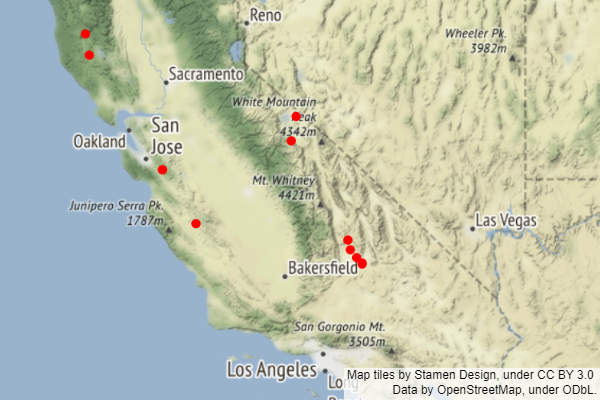 Reno
Wheeler Pk.
3982m
Sacramento
White Mountain
eak
4342m
Oakland
San
Jose
Mt. Whitney
4421m
Junipero Serra Pk.
1787m
Las Vegas
Bakersfield
San Gorgonio Mt.
3505m
Los Angeles
Long
Map tiles by Stamen Design, under CC BY 3.0
Data by OpenStreetMap, under ODbL.